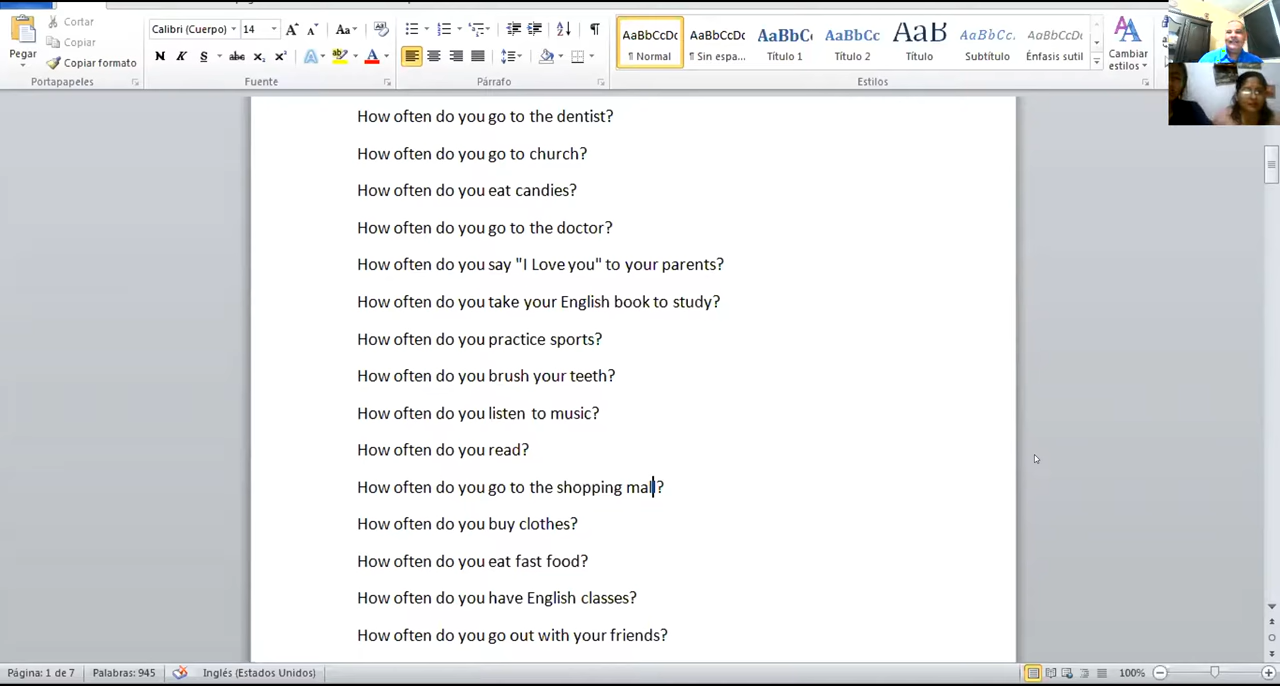 Cortar
Copiar
Pegar
Copiar formato
Portapapeles
Calibri (Cuerpo) 14
Aa
N K S abc x₂ x² A ab A
Fuente
Párrafo
AaBbCcDc AaBbCcDc AaBbC AaBbCc AaB AaBbCc. AaBbCcDc
¶ Normal ¶ Sin espa... Título 1 Título 2 Título Subtítulo Énfasis sutil
Estilos
Cambiar
estilos
How often do you go to the dentist?
How often do you go to church?
How often do you eat candies?
How often do you go to the doctor?
How often do you say "I Love you" to your parents?
How often do you take your English book to study?
How often do you practice sports?
How often do you brush your teeth?
How often do you listen to music?
How often do you read?
How often do you go to the shopping mall?
How often do you buy clothes?
How often do you eat fast food?
How often do you have English classes?
How often do you go out with your friends?
Página: 1 de 7 Palabras: 945 Inglés (Estados Unidos) 100%